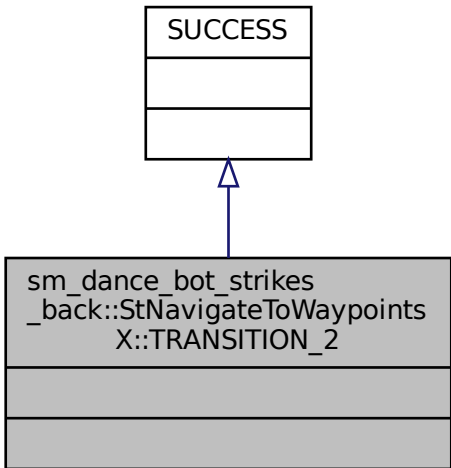 SUCCESS
sm_dance_bot_strikes
_back::StNavigateToWaypoints
X::TRANSITION_2